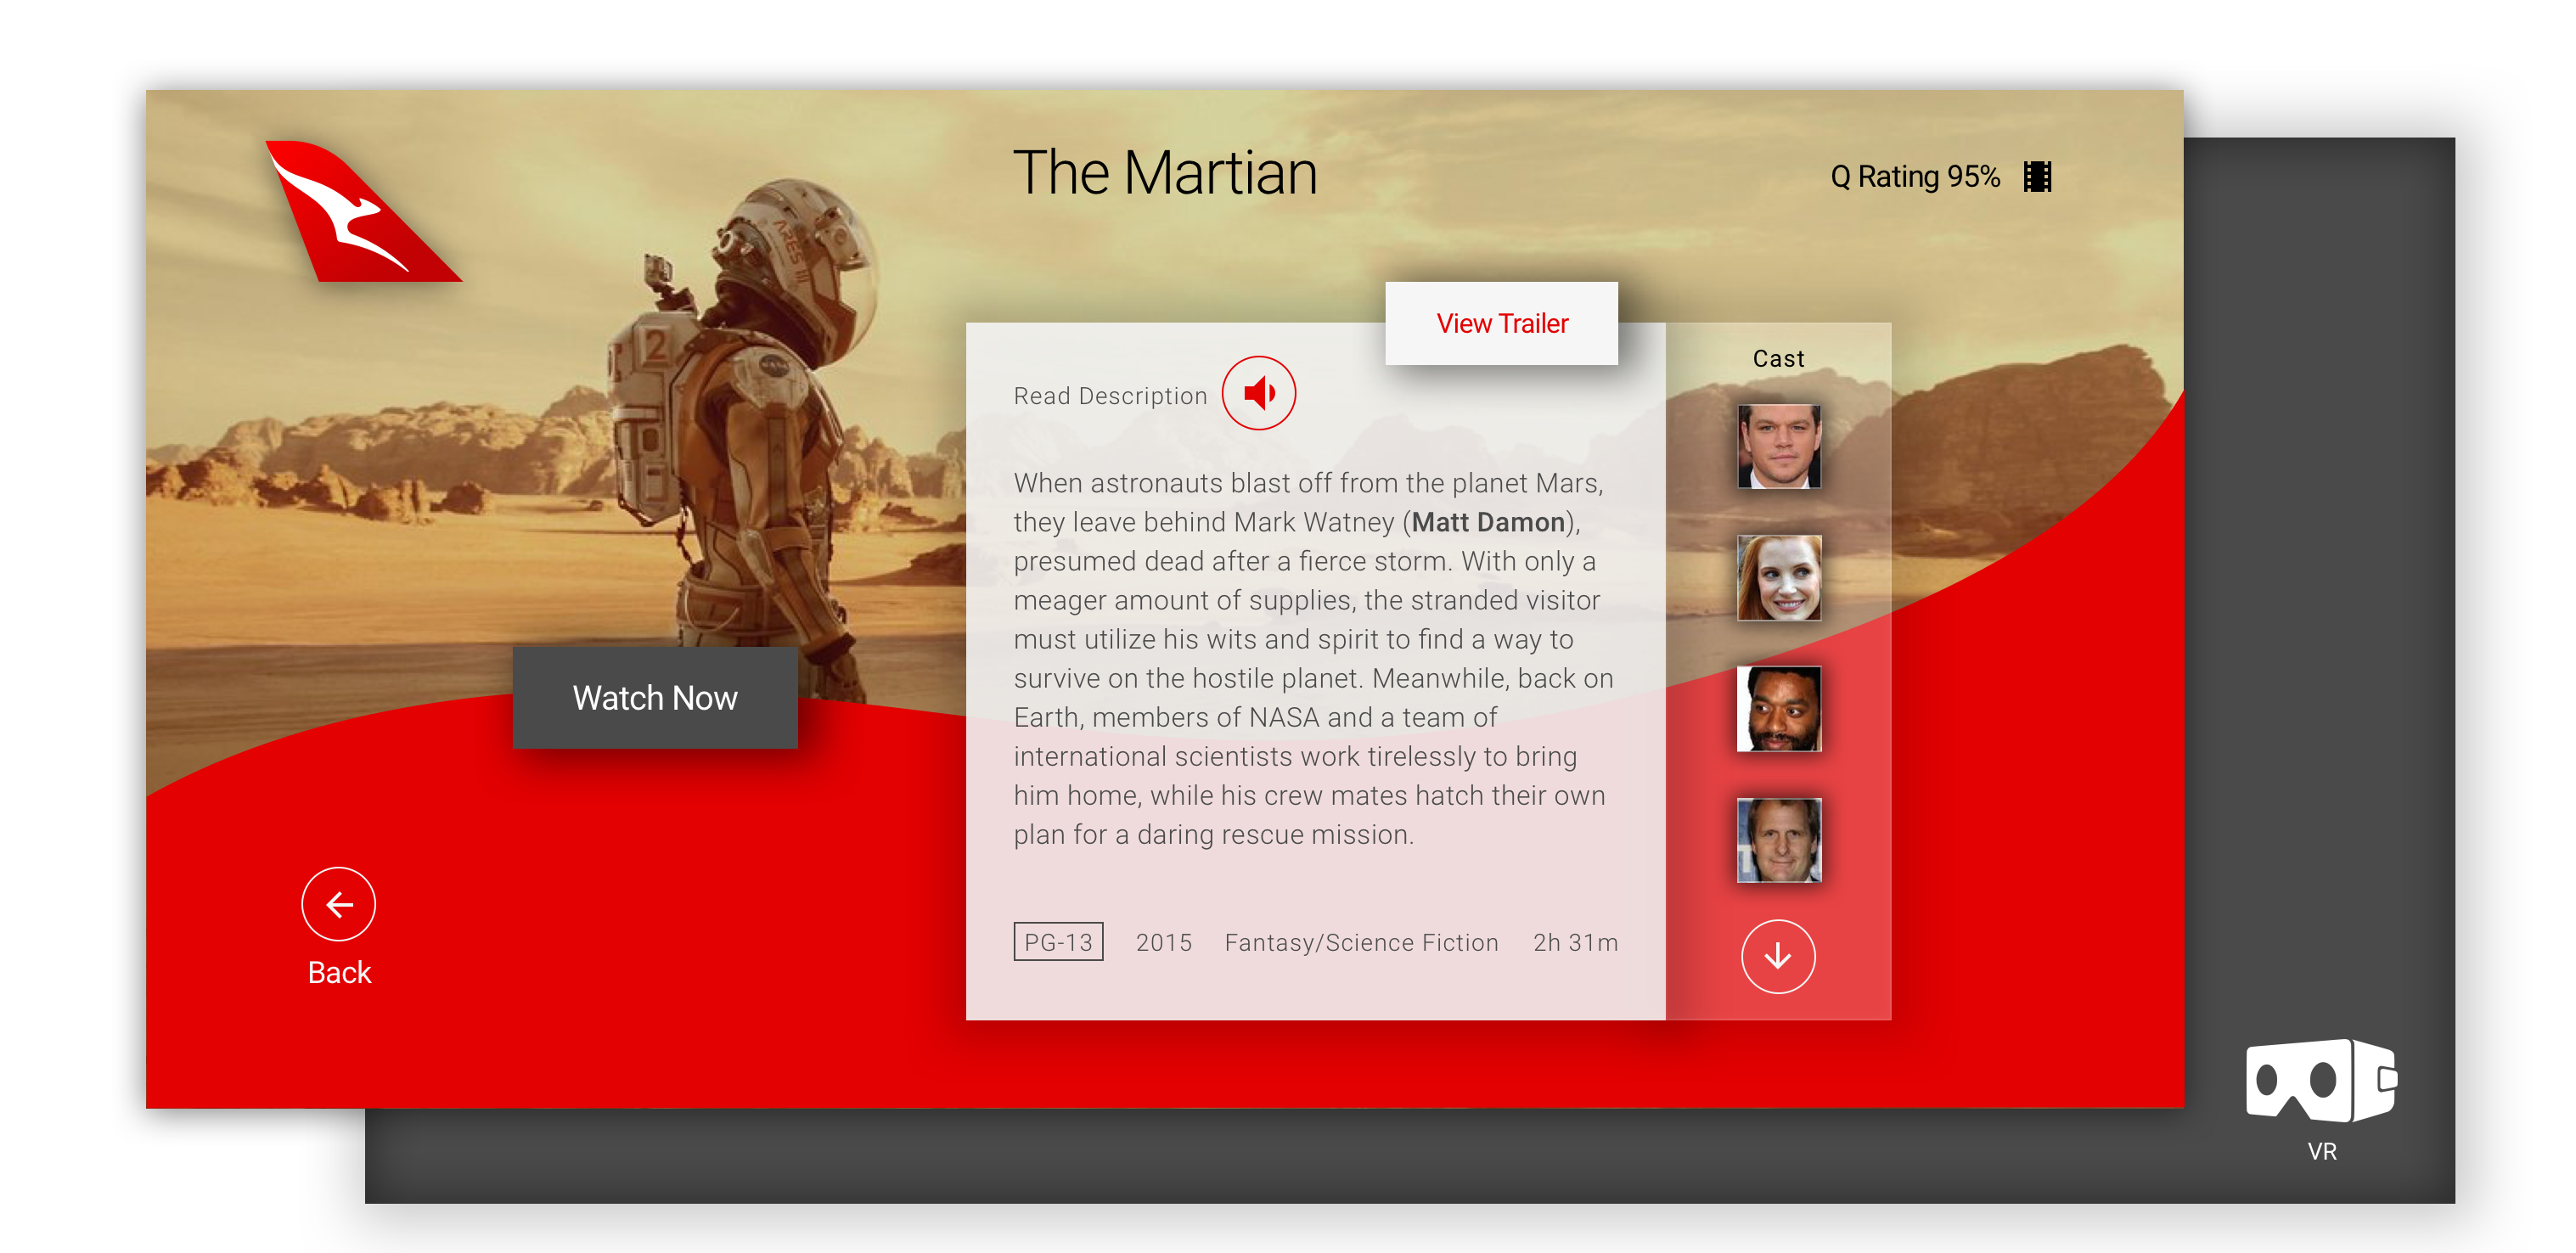 The Martian
Q Rating 95%
ARES III
2
NASA
View Trailer
Read Description
Cast
When astronauts blast off from the planet Mars,
they leave behind Mark Watney (Matt Damon),
presumed dead after a fierce storm. With only a
meager amount of supplies, the stranded visitor
must utilize his wits and spirit to find a way to
survive on the hostile planet. Meanwhile, back on
Earth, members of NASA and a team of
international scientists work tirelessly to bring
him home, while his crew mates hatch their own
plan for a daring rescue mission.
Watch Now
PG-13 2015 Fantasy/Science Fiction 2h 31m
Back
VR